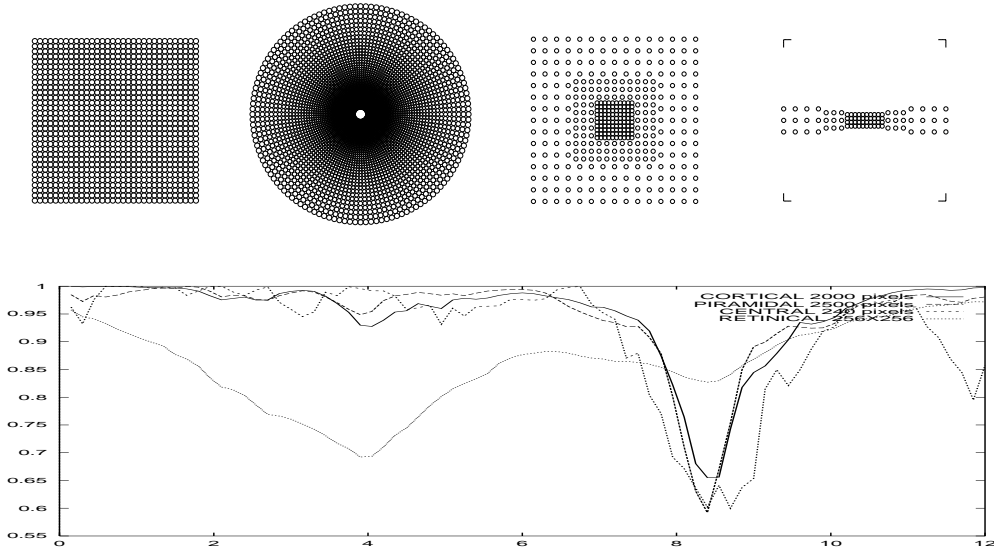 1
0.95
0.9
0.85
0.8
0.75
0.7
0.65
0.6
0.55
CORTICAL 2000 pixels
PIRAMIDAL 2500 pixels
CENTRAL 240 pixels
RETINICAL 256X256
0 2 4 6 8 10 12